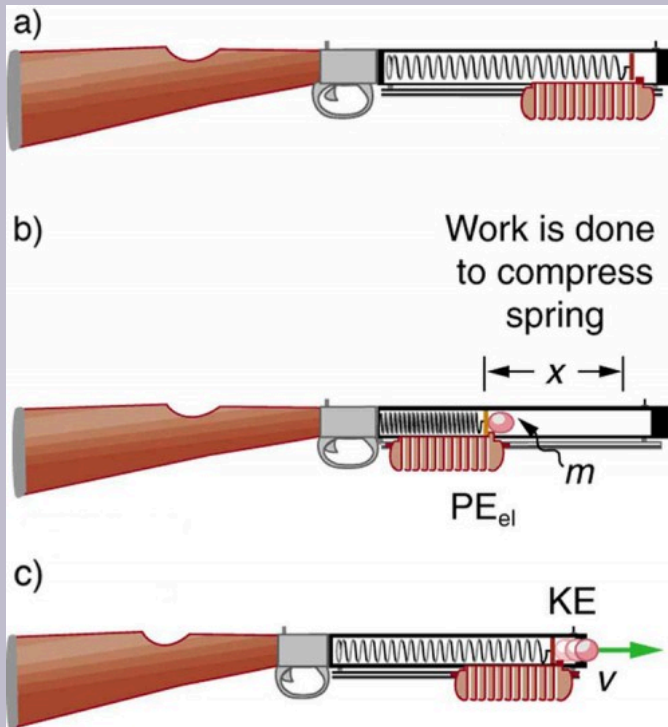 a)
b)
Work is done
to compress
spring
x
m
PEel
c)
KE
v